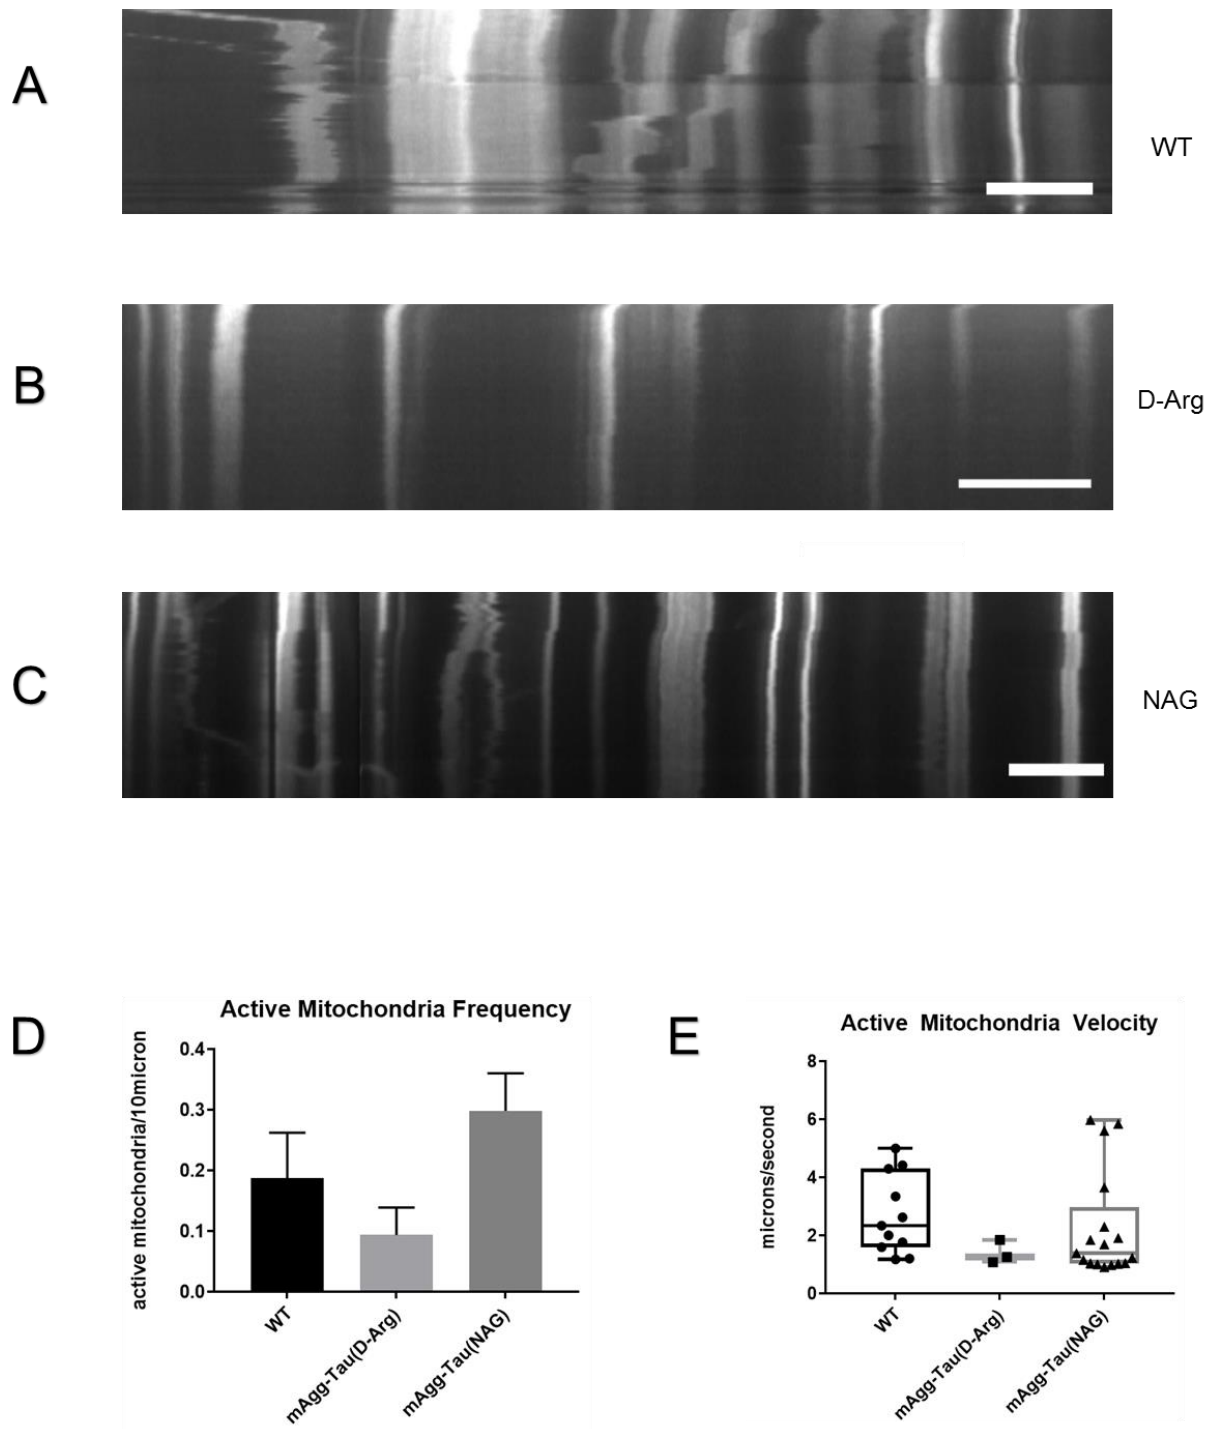 A
WT
B
D-Arg
C
NAG
D
Active Mitochondria Frequency
active mitochondria/10micron
0.4
0.3
0.2
0.1
0.0
WT
mAgg-Tau(D-Arg)
mAgg-Tau(NAG)
E
Active Mitochondria Velocity
microns/second
8
6
4
2
0
WT
mAgg-Tau(D-Arg)
mAgg-Tau(NAG)